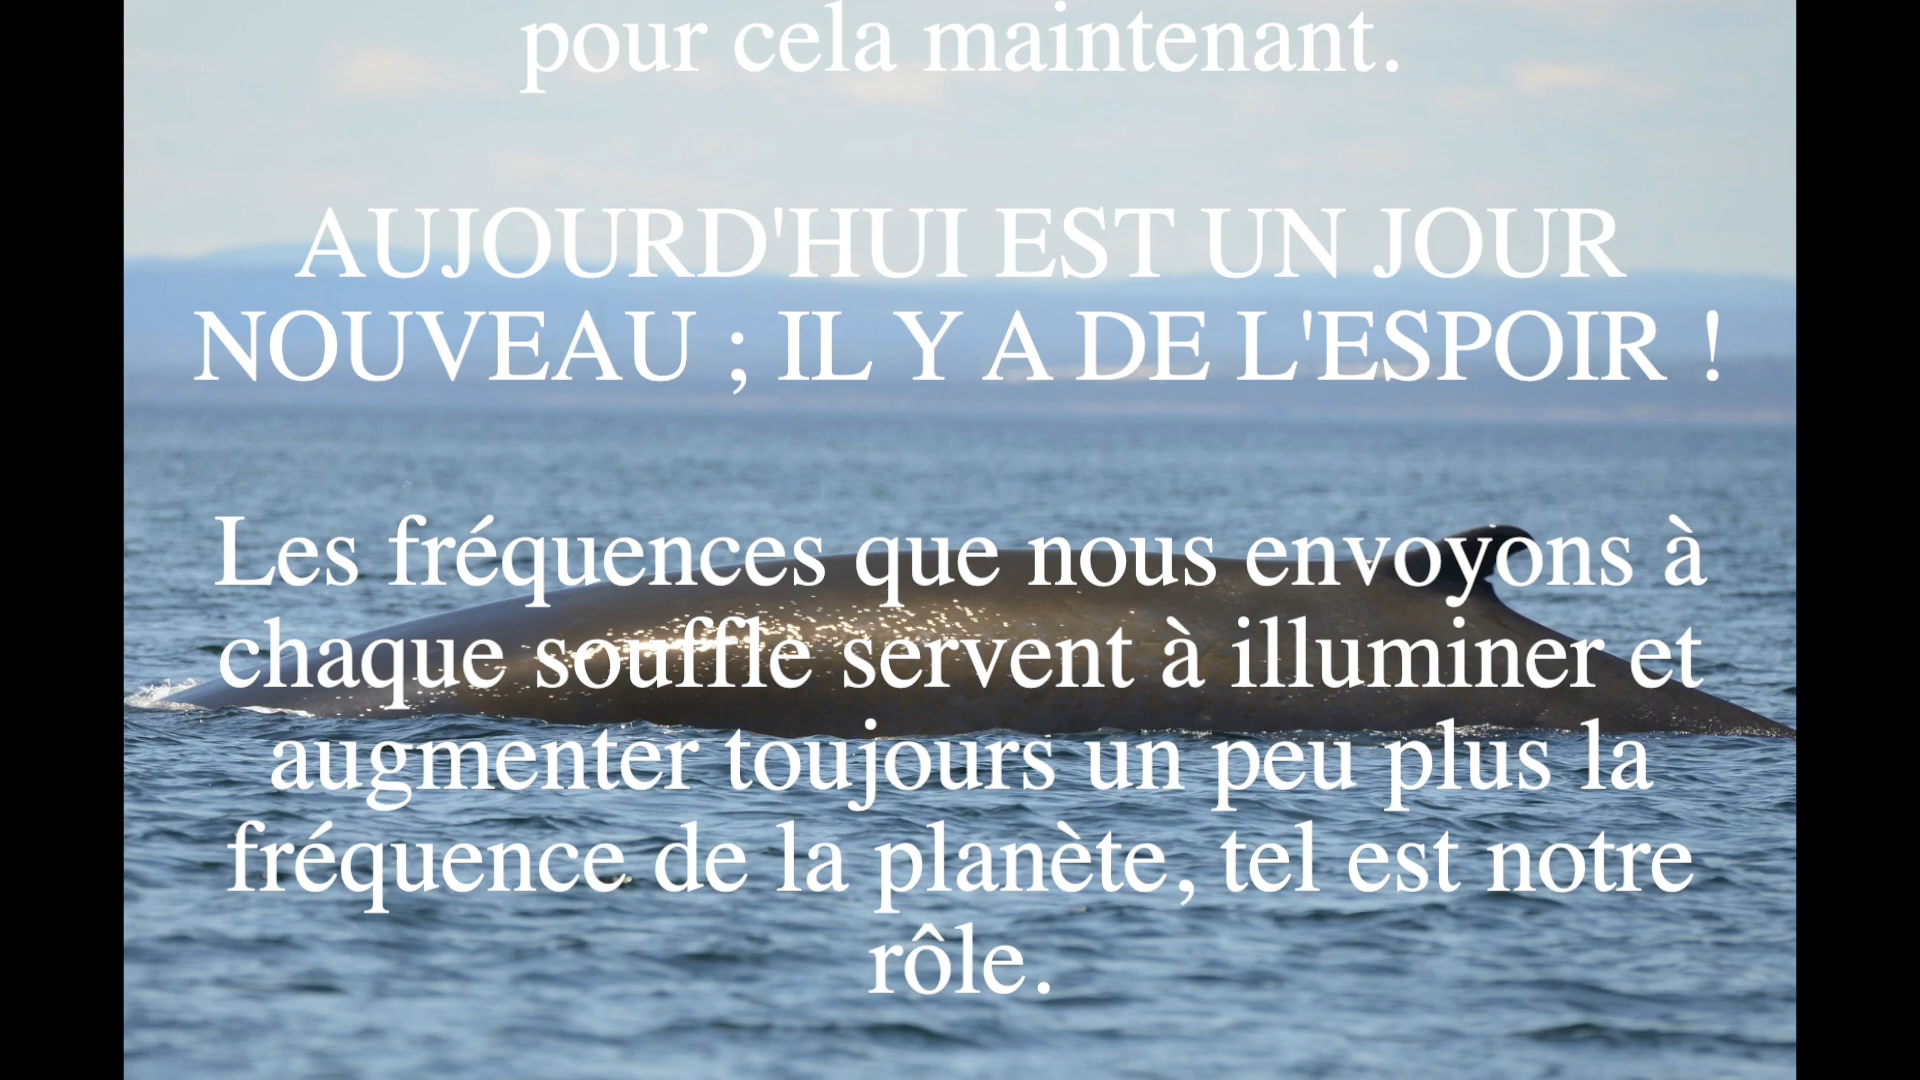 pour cela maintenant.
AUJOURD'HUI EST UN JOUR
NOUVEAU ; IL Y A DE L'ESPOIR !
Les fréquences que nous envoyons à
chaque souffle servent à illuminer et
augmenter toujours un peu plus la
fréquence de la planète, tel est notre
rôle.